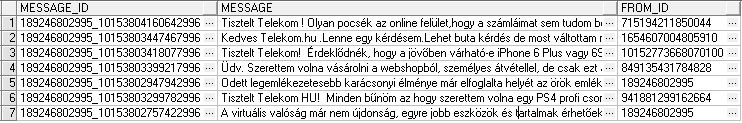 MESSAGE_ID MESSAGE FROM_ID
1 189246802995_10153804160642996 ... Tisztelt Telekom ! Olyan pocsék az online felület,hogy a számláimat sem tudom be ... 715194211850044
2 189246802995_10153803447467996 ... Kedves Telekom.hu .Lenne egy kérdésem.Lehet buta kérdés de most váltottam r ... 1654607004805910
3 189246802995_10153803418077996 ... Tisztelt Telekom! Érdeklődnék, hogy a jövőben várható-e iPhone 6 Plus vagy 6S ... 10152773668070100
4 189246802995_10153803399217996 ... Üdv. Szerettem volna vásárolni a webshopból, személyes átvétellel, de csak ezt a ... 849135431784828
5 189246802995_10153802947942996 ... Odett legemlékezetesebb karácsonyi élménye már elfoglalta helyét az örök emlék ... 189246802995
6 189246802995_10153803299782996 ... Tisztelt Telekom HU! Minden bűnöm az hogy szerettem volna egy PS4 profi csom ... 941881299162664
7 189246802995_10153802757422996 ... A virtuális valóság már nem újdonság, egyre jobb eszközök és tartalmak érhetőek ... 189246802995